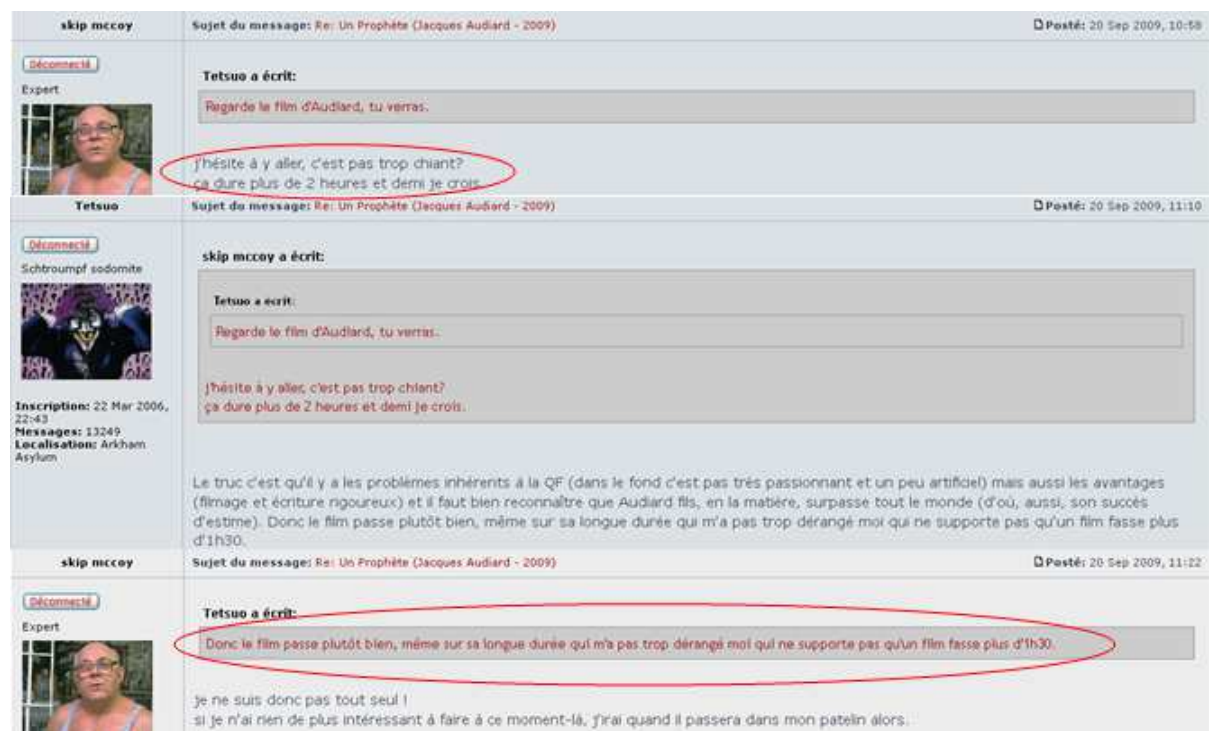 skip mccoy
Sujet du message: Re: Un Prophète (Jacques Audiard - 2009)
Posté: 20 Sep 2009, 10:58
Déconnecté
Expert
Tetsuo a écrit:
Regarde le film d'Audiard, tu verras.
j'hésite à y aller, c'est pas trop chiant?
ça dure plus de 2 heures et demi je crois.
Tetsuo
Sujet du message: Re: Un Prophète (Jacques Audiard - 2009)
Posté: 20 Sep 2009, 11:10
Déconnecté
Schtroumpf sodomite
Inscription: 22 Mar 2006,
22:43
Messages: 13249
Localisation: Arkham
Asylum
skip mccoy a écrit:
Tetsuo a écrit:
Regarde le film d'Audiard, tu verras.
j'hésite à y aller, c'est pas trop chiant?
ça dure plus de 2 heures et demi je crois.
Le truc c'est qu'il y a les problèmes inhérents à la QF (dans le fond c'est pas très passionnant et un peu artificiel) mais aussi les avantages
(filmage et écriture rigoureux) et il faut bien reconnaître que Audiard fils, en la matière, surpasse tout le monde (d'où, aussi, son succès
d'estime). Donc le film passe plutôt bien, même sur sa longue durée qui m'a pas trop dérangé moi qui ne supporte pas qu'un film fasse plus
d'1h30.
skip mccoy
Sujet du message: Re: Un Prophète (Jacques Audiard - 2009)
Posté: 20 Sep 2009, 11:22
Déconnecté
Expert
Tetsuo a écrit:
Donc le film passe plutôt bien, même sur sa longue durée qui m'a pas trop dérangé moi qui ne supporte pas qu'un film fasse plus d'1h30.
je ne suis donc pas tout seul !
si je n'ai rien de plus intéressant à faire à ce moment-là, j'irai quand il passera dans mon patelin alors.